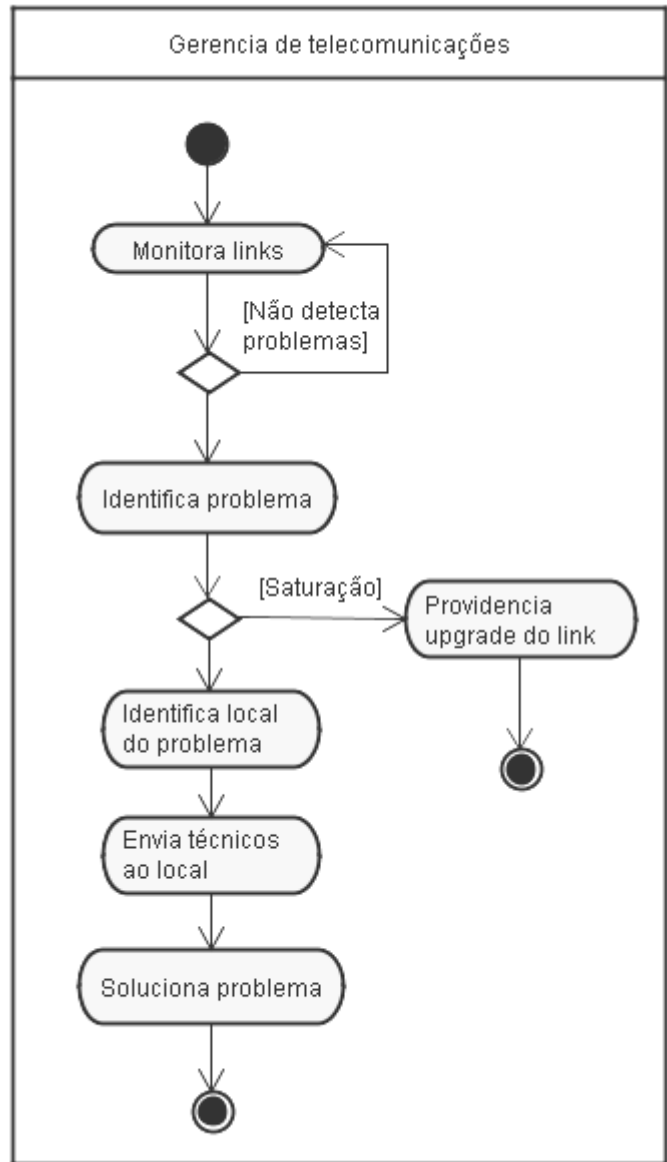 Gerencia de telecomunicações
Monitora links
[Não detecta
problemas]
Identifica problema
[Saturação]
Providencia
upgrade do link
Identifica local
do problema
Envia técnicos
ao local
Soluciona problema